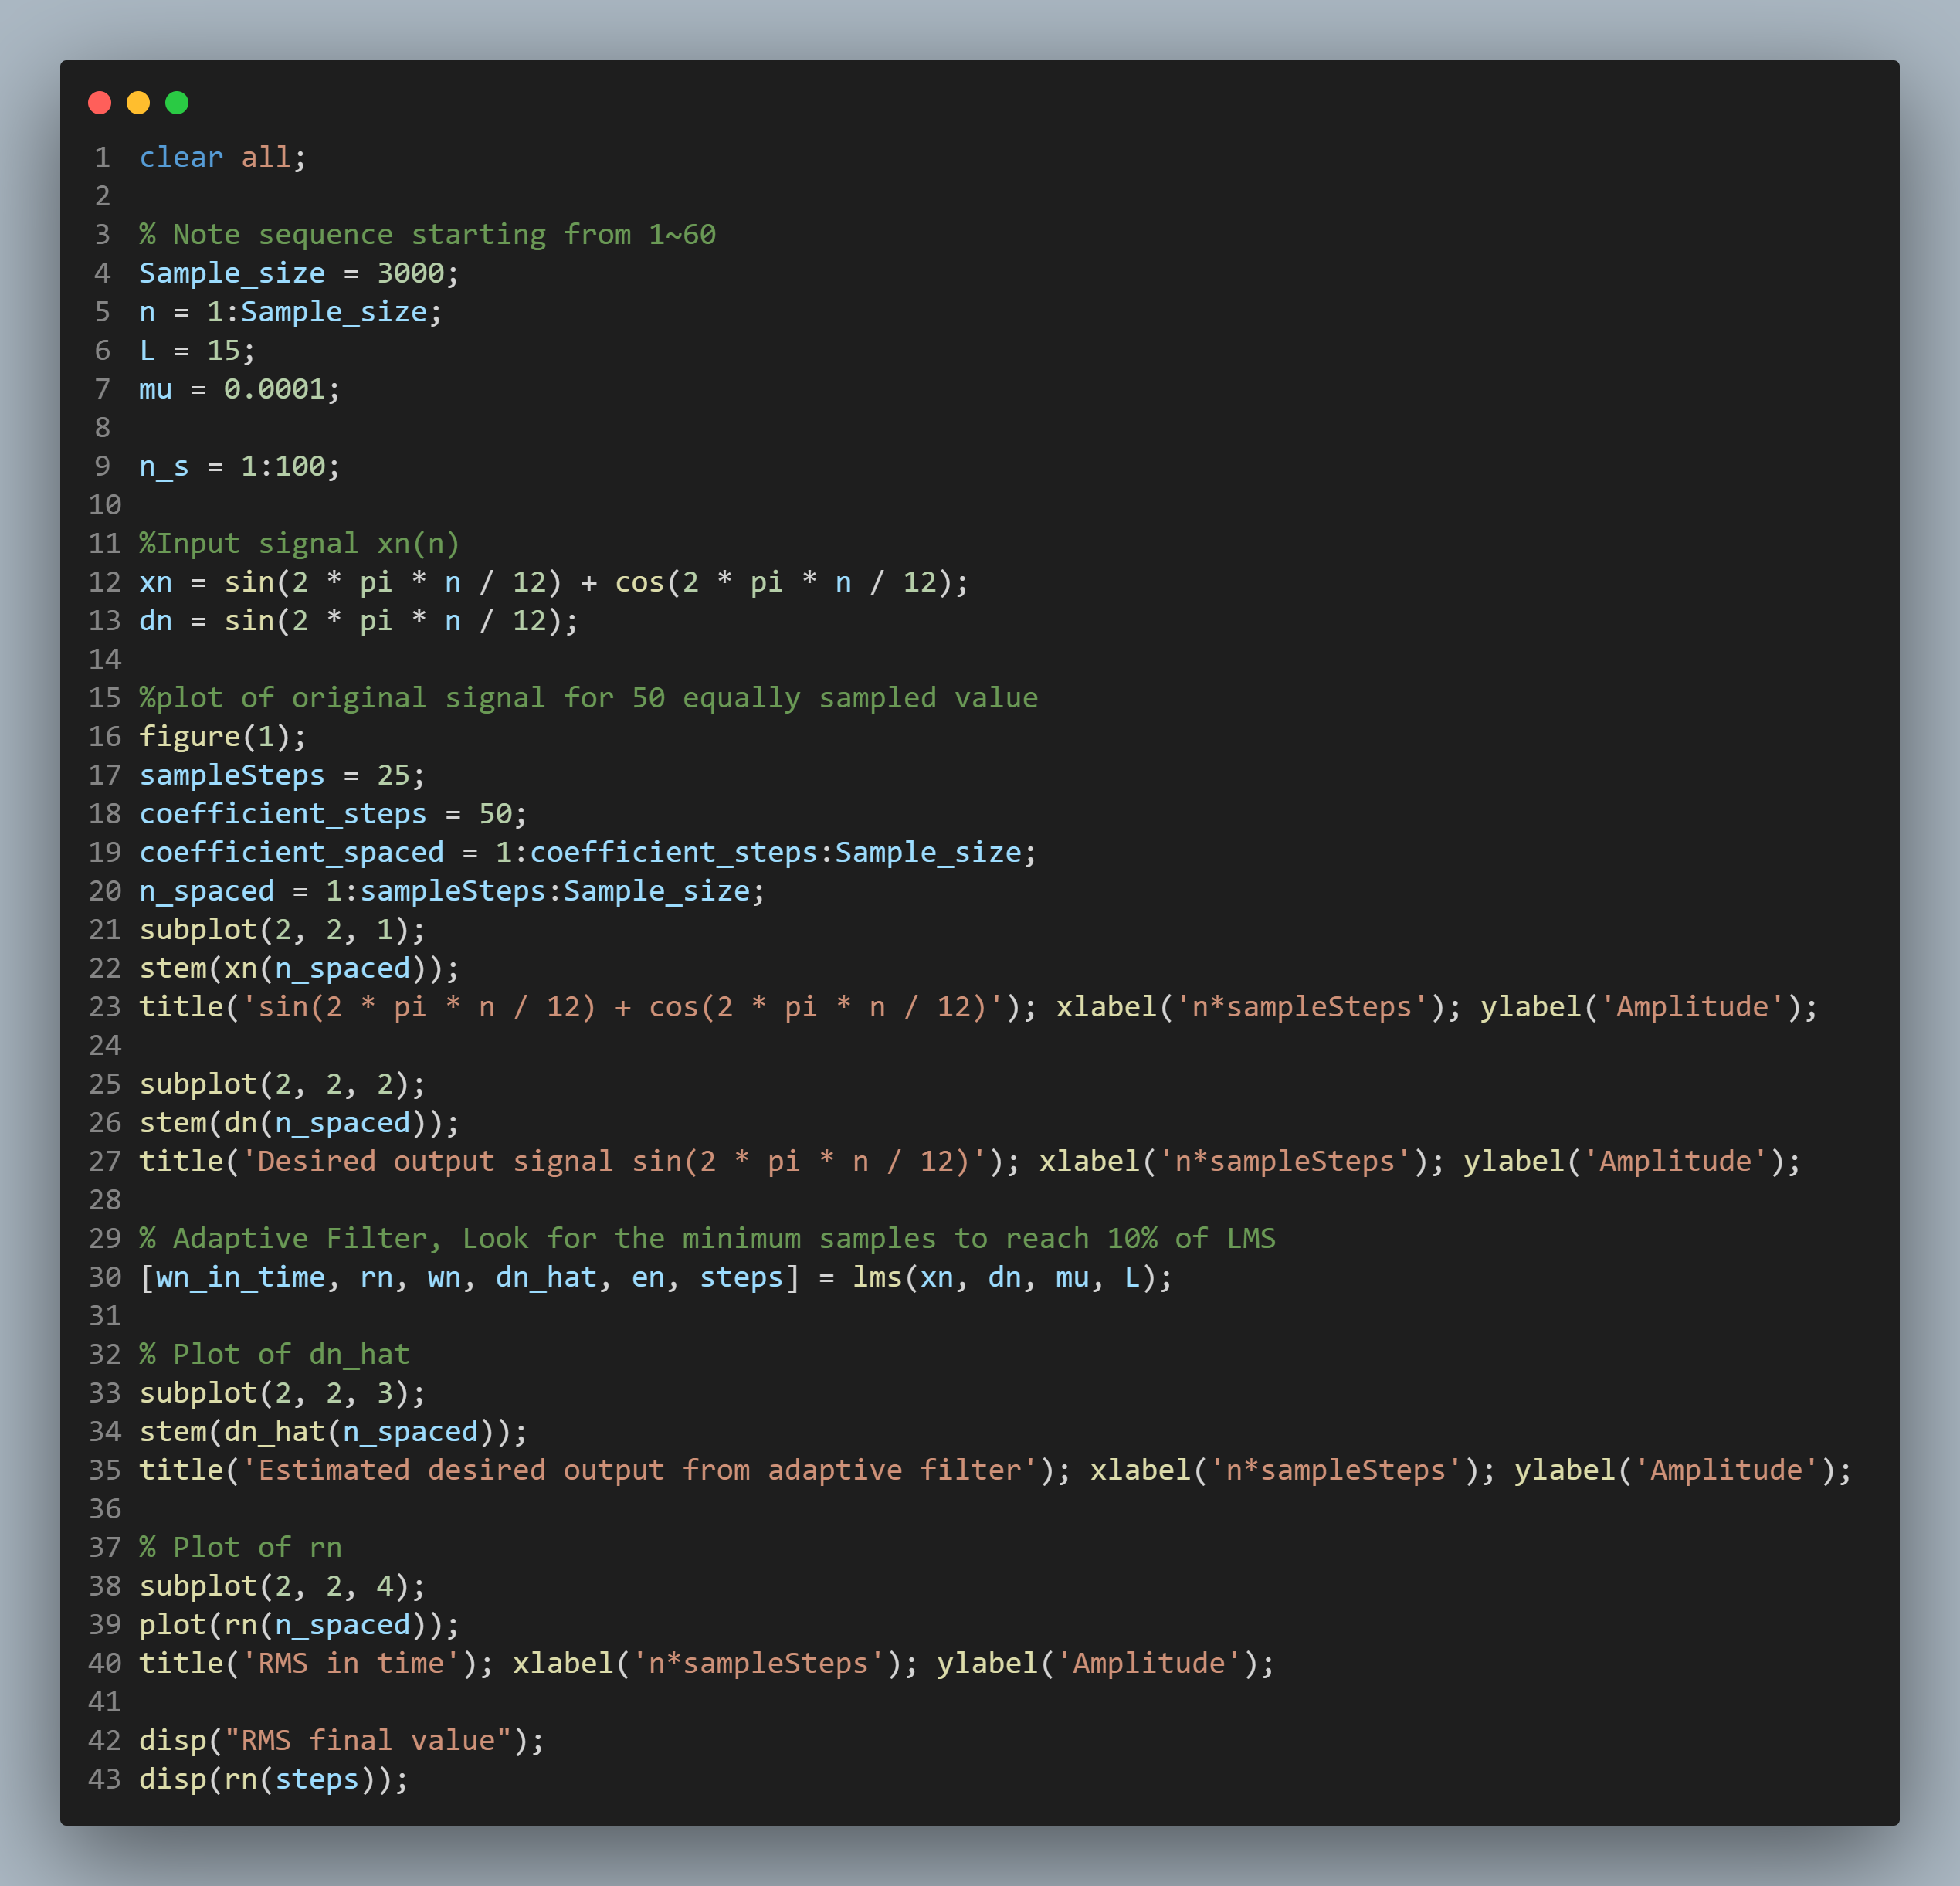 1 clear all;
2
3 % Note sequence starting from 1~60
4 Sample_size = 3000;
5 n = 1:Sample_size;
6 L = 15;
7 mu = 0.0001;
8
9 n_s = 1:100;
10
11 %Input signal xn(n)
12 xn = sin(2 * pi * n / 12) + cos(2 * pi * n / 12);
13 dn = sin(2 * pi * n / 12);
14
15 %plot of original signal for 50 equally sampled value
16 figure(1);
17 sampleSteps = 25;
18 coefficient_steps = 50;
19 coefficient_spaced = 1:coefficient_steps:Sample_size;
20 n_spaced = 1:sampleSteps:Sample_size;
21 subplot(2, 2, 1);
22 stem(xn(n_spaced));
23 title('sin(2 * pi * n / 12) + cos(2 * pi * n / 12)'); xlabel('n*sampleSteps'); ylabel('Amplitude');
24
25 subplot(2, 2, 2);
26 stem(dn(n_spaced));
27 title('Desired output signal sin(2 * pi * n / 12)'); xlabel('n*sampleSteps'); ylabel('Amplitude');
28
29 % Adaptive Filter, Look for the minimum samples to reach 10% of LMS
30 [wn_in_time, rn, wn, dn_hat, en, steps] = lms(xn, dn, mu, L);
31
32 % Plot of dn_hat
33 subplot(2, 2, 3);
34 stem(dn_hat(n_spaced));
35 title('Estimated desired output from adaptive filter'); xlabel('n*sampleSteps'); ylabel('Amplitude');
36
37 % Plot of rn
38 subplot(2, 2, 4);
39 plot(rn(n_spaced));
40 title('RMS in time'); xlabel('n*sampleSteps'); ylabel('Amplitude');
41
42 disp("RMS final value");
43 disp(rn(steps));